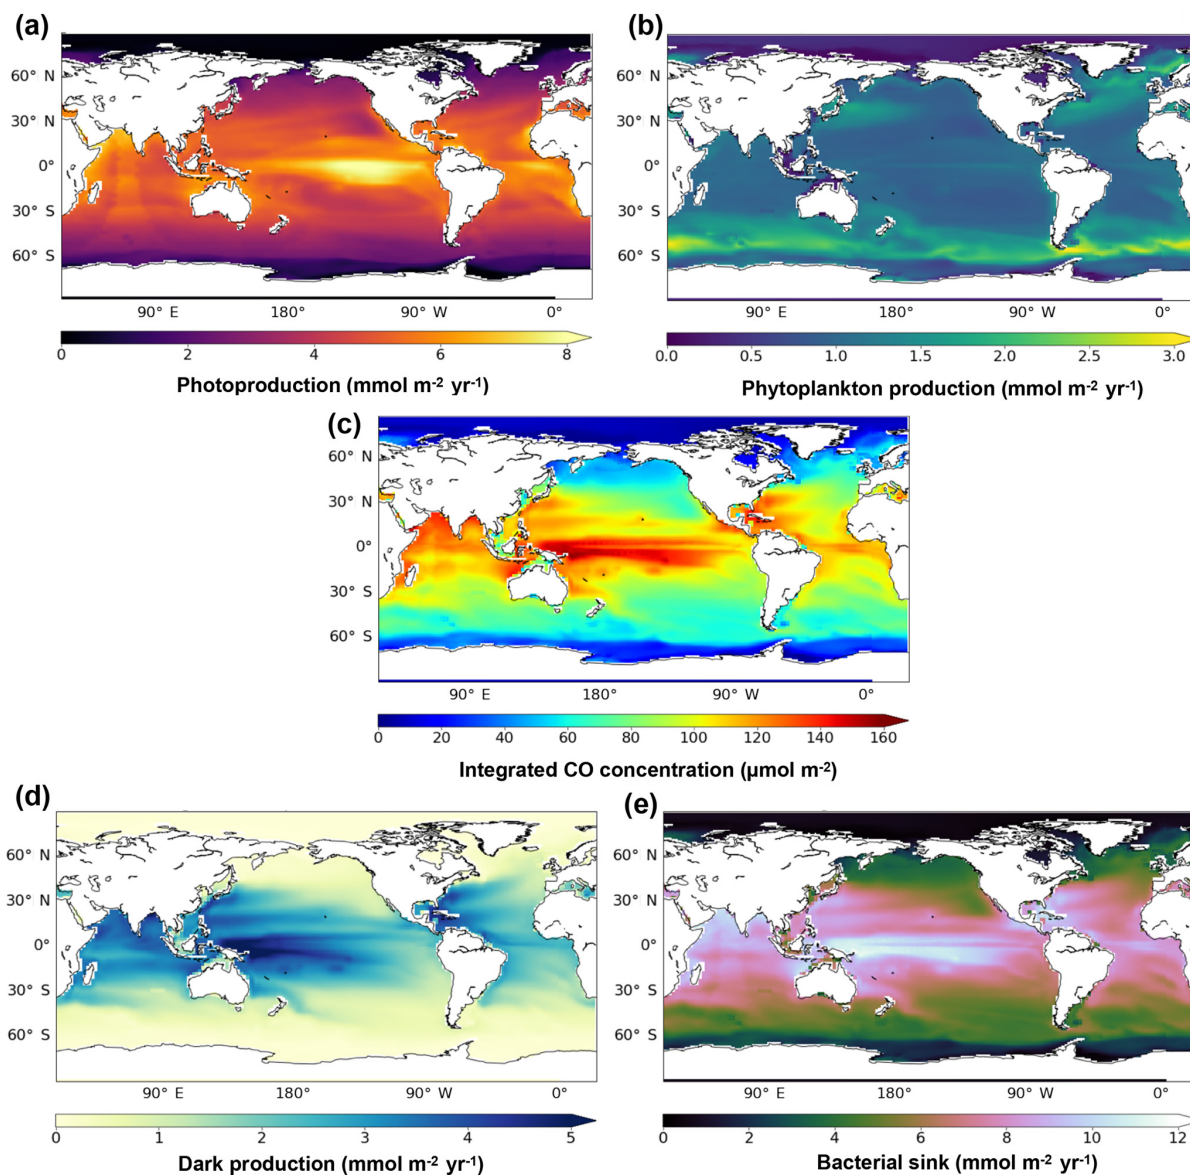 (a)
60° N
30° N
0°
30° S
60° S
90° E 180° 90° W 0°
0 2 4 6 8
Photoproduction (mmol m-2 yr-1)
(b)
60° N
30° N
0°
30° S
60° S
90° E 180° 90° W 0°
0.0 0.5 1.0 1.5 2.0 2.5 3.0
Phytoplankton production (mmol m-2 yr-1)
(c)
60° N
30° N
0°
30° S
60° S
90° E 180° 90° W 0°
0 20 40 60 80 100 120 140 160
Integrated CO concentration (µmol m-2)
(d)
60° N
30° N
0°
30° S
60° S
90° E 180° 90° W 0°
0 1 2 3 4 5
Dark production (mmol m-2 yr-1)
(e)
60° N
30° N
0°
30° S
60° S
90° E 180° 90° W 0°
0 2 4 6 8 10 12
Bacterial sink (mmol m-2 yr-1)